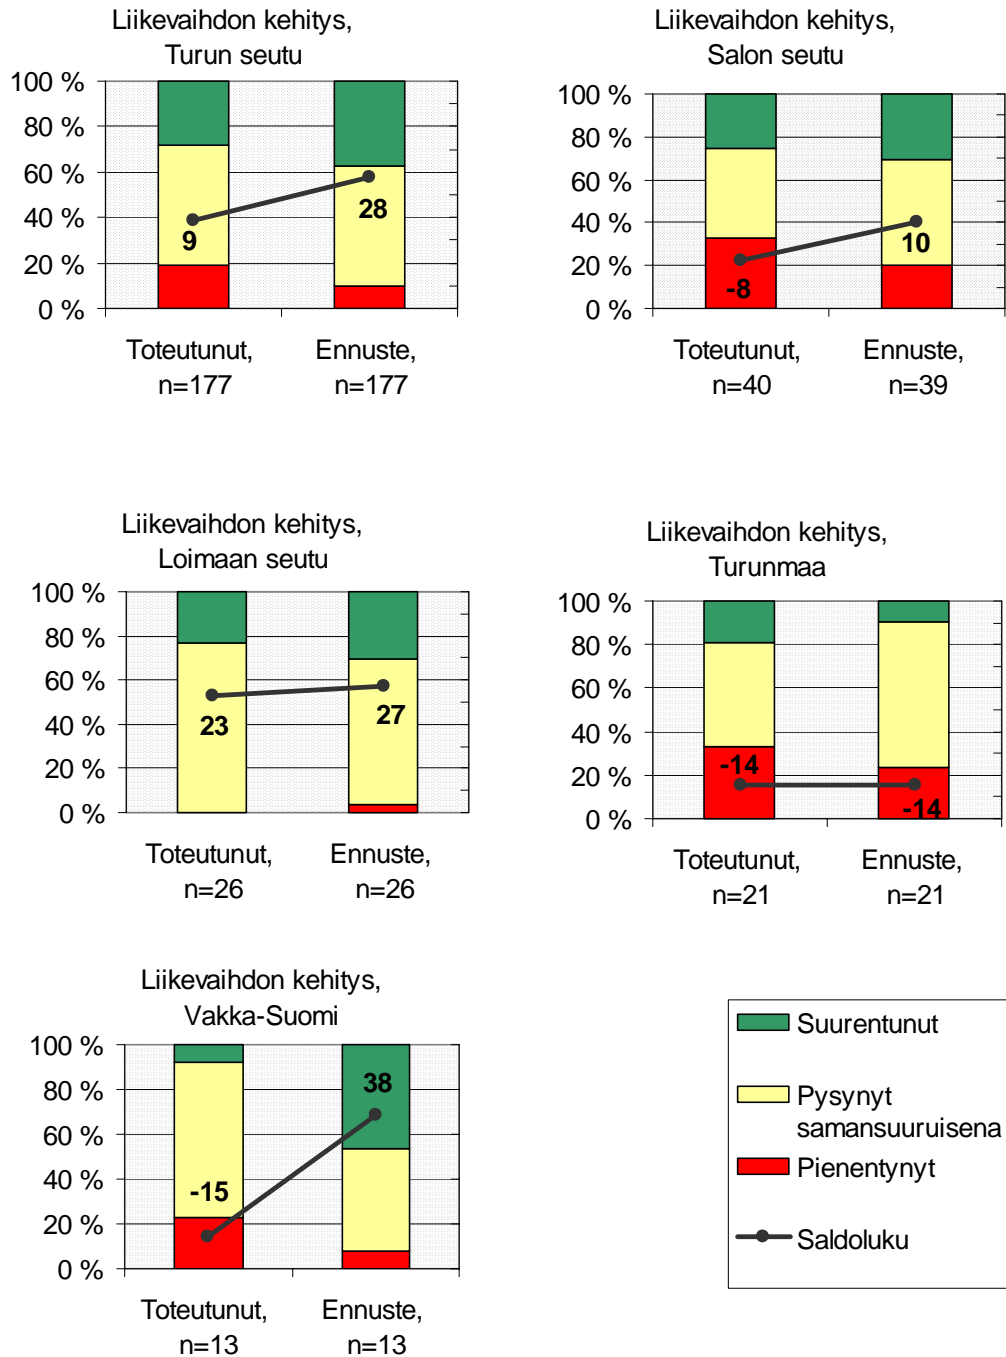 Liikevaihdon kehitys,
Turun seutu
100 %
80 %
60 %
40 %
20 %
0 %
9
28
Toteutunut,
n=177
Ennuste,
n=177
Liikevaihdon kehitys,
Salon seutu
100 %
80 %
60 %
40 %
20 %
0 %
-8
10
Toteutunut,
n=40
Ennuste,
n=39
Liikevaihdon kehitys,
Loimaan seutu
100 %
80 %
60 %
40 %
20 %
0 %
23
27
Toteutunut,
n=26
Ennuste,
n=26
Liikevaihdon kehitys,
Turunmaa
100 %
80 %
60 %
40 %
20 %
0 %
-14
-14
Toteutunut,
n=21
Ennuste,
n=21
Liikevaihdon kehitys,
Vakka-Suomi
100 %
80 %
60 %
40 %
20 %
0 %
-15
38
Toteutunut,
n=13
Ennuste,
n=13
Suurentunut
Pysynyt
samansuuruisena
Pienentynyt
Saldoluku